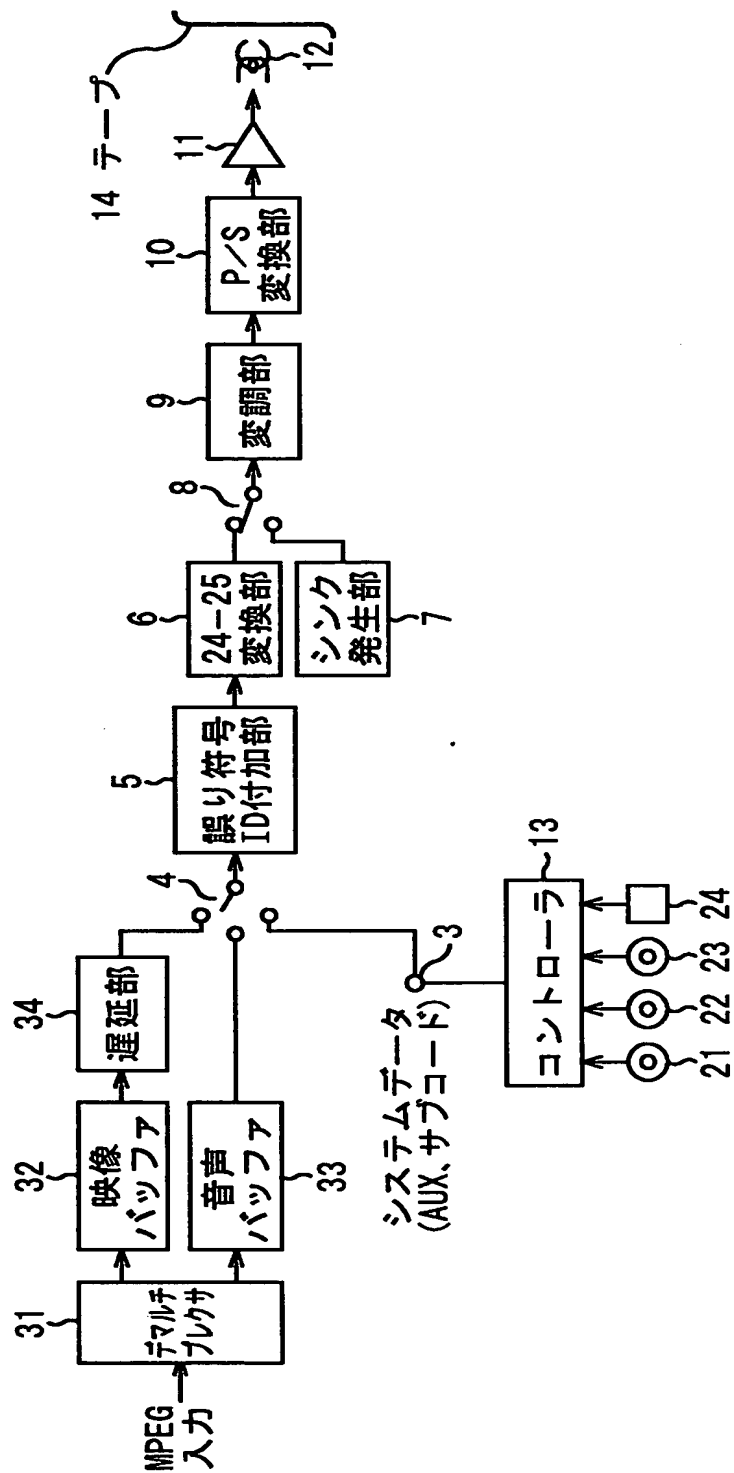 MPEG
入力
31
デマルチ
プレクサ
32
映像
バッファ
音声
バッファ
33
34
遅延部
4
システムデータ
(AUX、サブコード)
3
コントローラ
13
21
22
23
24
5
誤り符号
ID付加部
6
24-25
変換部
シンク
発生部
7
8
9
変調部
10
P/S
変換部
11
12
14 テープ